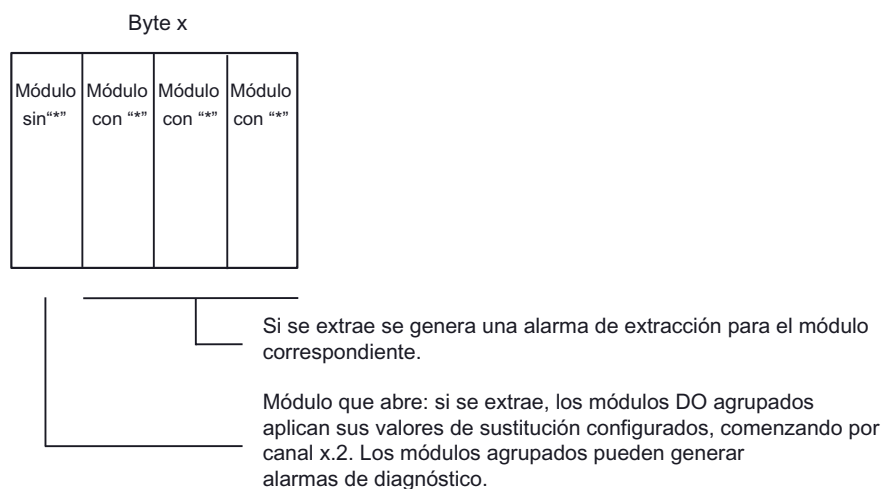 Byte x
Módulo sin“*”
Módulo con “*”
Módulo con “*”
Módulo con “*”
Si se extrae se genera una alarma de extracción para el módulo
correspondiente.
Módulo que abre: si se extrae, los módulos DO agrupados
aplican sus valores de sustitución configurados, comenzando por
canal x.2. Los módulos agrupados pueden generar
alarmas de diagnóstico.